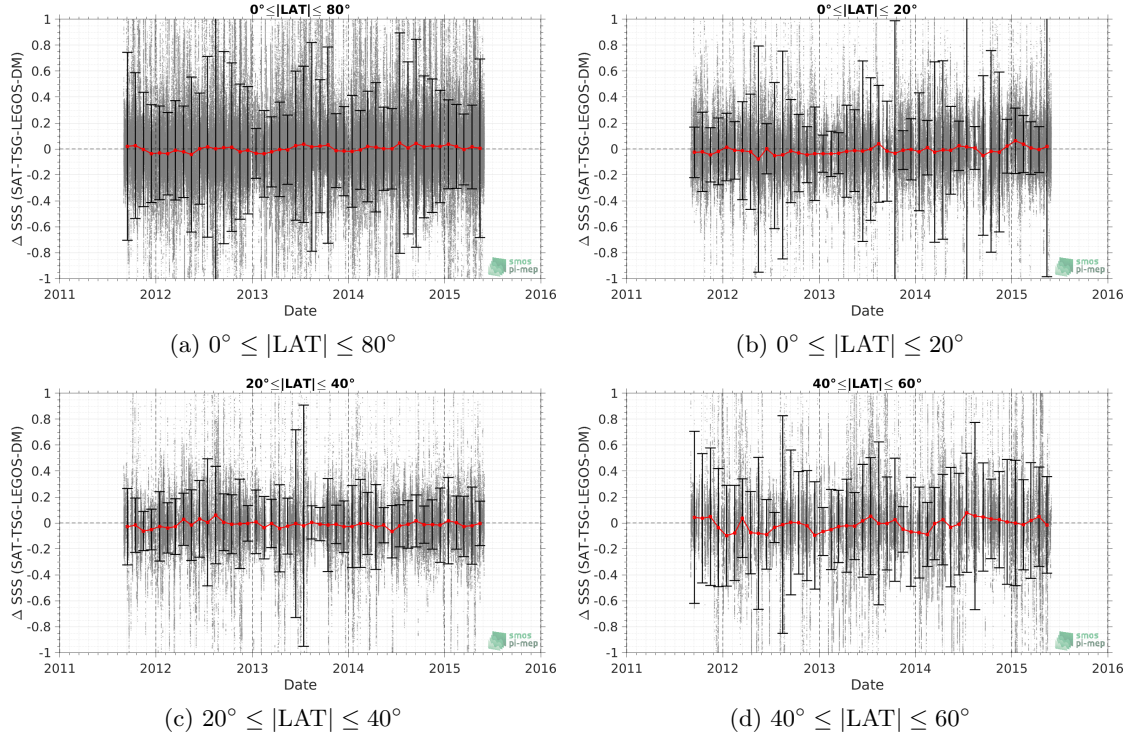 0°≤|LAT|≤ 80°
Δ SSS (SAT-TSG-LEGOS-DM)
1
0.8
0.6
0.4
0.2
0
-0.2
-0.4
-0.6
-0.8
-1
2011 2012 2013 2014 2015 2016
Date
smos
pi-mep
(a) 0° ≤ |LAT| ≤ 80°
0°≤|LAT|≤ 20°
Δ SSS (SAT-TSG-LEGOS-DM)
1
0.8
0.6
0.4
0.2
0
-0.2
-0.4
-0.6
-0.8
-1
2011 2012 2013 2014 2015 2016
Date
smos
pi-mep
(b) 0° ≤ |LAT| ≤ 20°
20°≤|LAT|≤ 40°
Δ SSS (SAT-TSG-LEGOS-DM)
1
0.8
0.6
0.4
0.2
0
-0.2
-0.4
-0.6
-0.8
-1
2011 2012 2013 2014 2015 2016
Date
smos
pi-mep
(c) 20° ≤ |LAT| ≤ 40°
40°≤|LAT|≤ 60°
Δ SSS (SAT-TSG-LEGOS-DM)
1
0.8
0.6
0.4
0.2
0
-0.2
-0.4
-0.6
-0.8
-1
2011 2012 2013 2014 2015 2016
Date
smos
pi-mep
(d) 40° ≤ |LAT| ≤ 60°